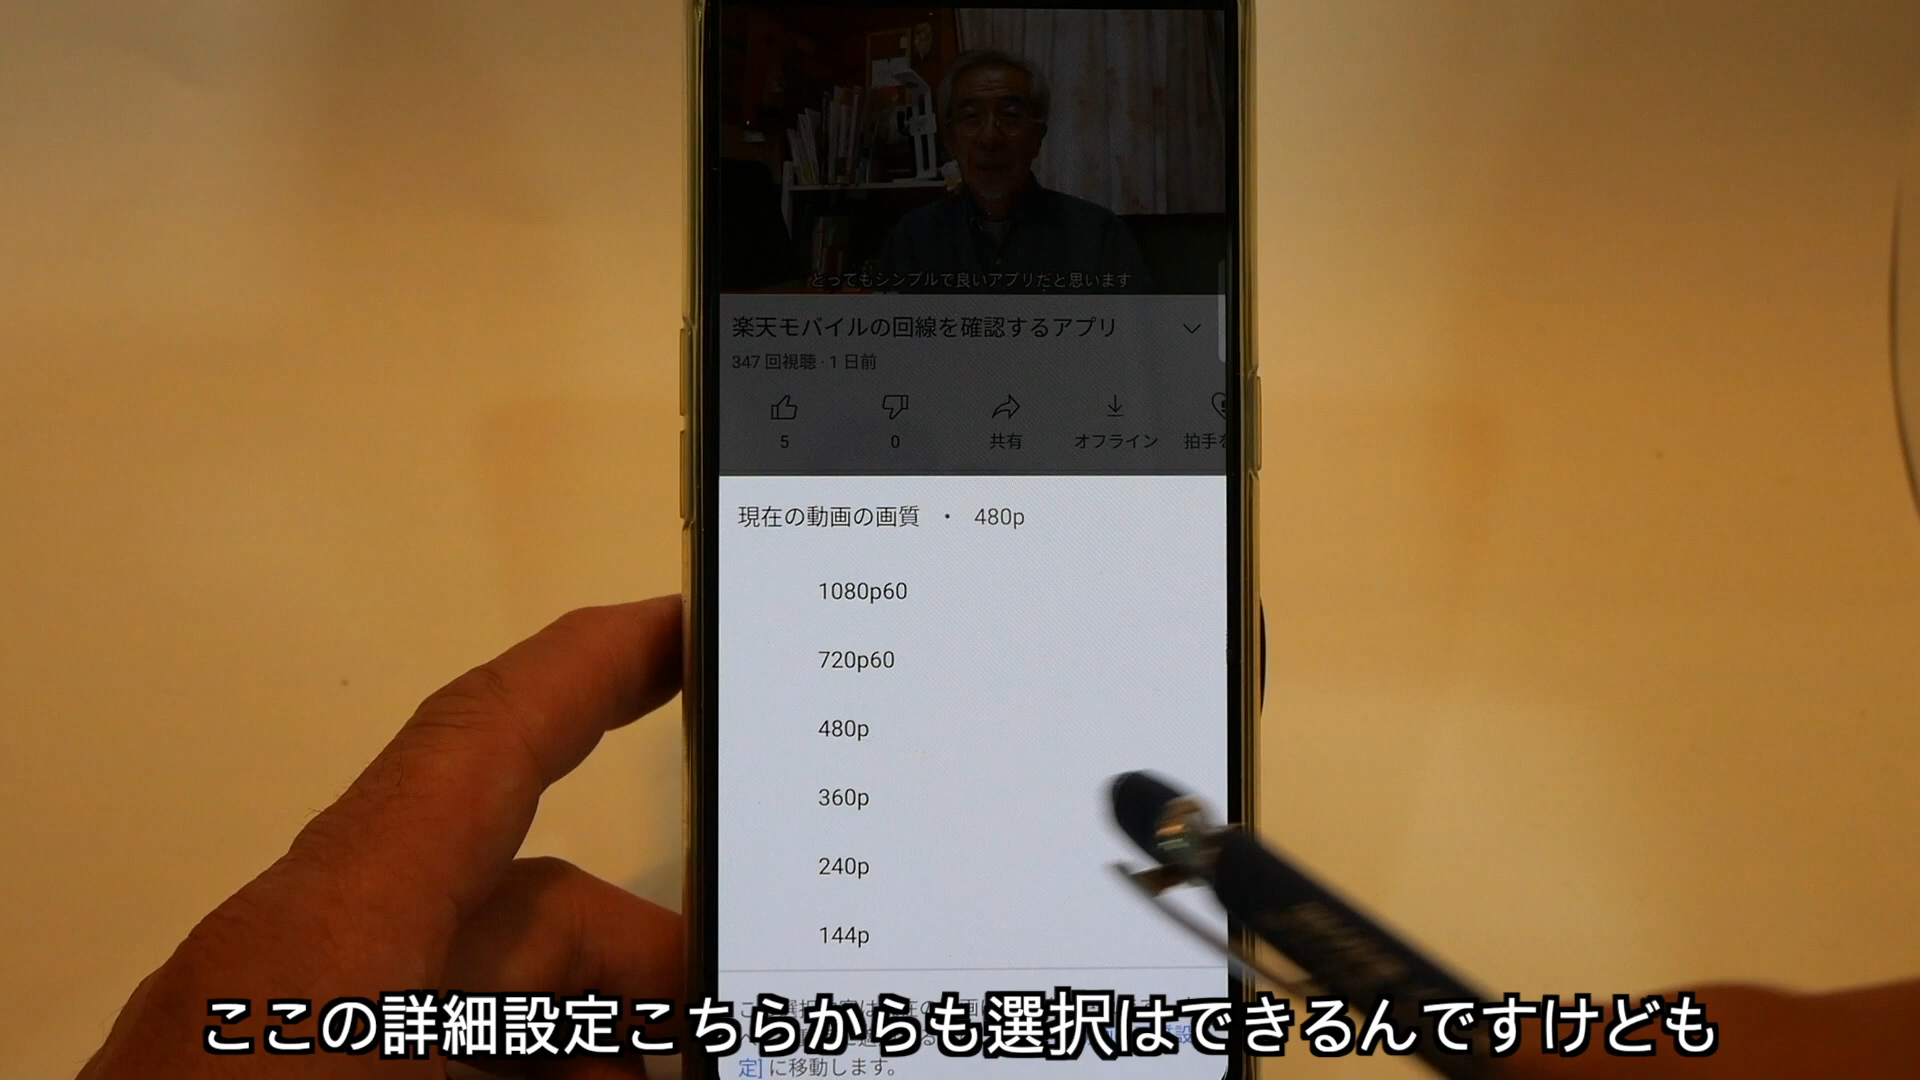 とってもシンプルで良いアプリだと思います
楽天モバイルの回線を確認するアプリ
347 回視聴・1 日前
5
0
共有
オフライン
拍手を
現在の動画の画質 ・ 480p
1080p60
720p60
480p
360p
240p
144p
ここの詳細設定こちらからも選択はできるんですけども
定] に移動します。